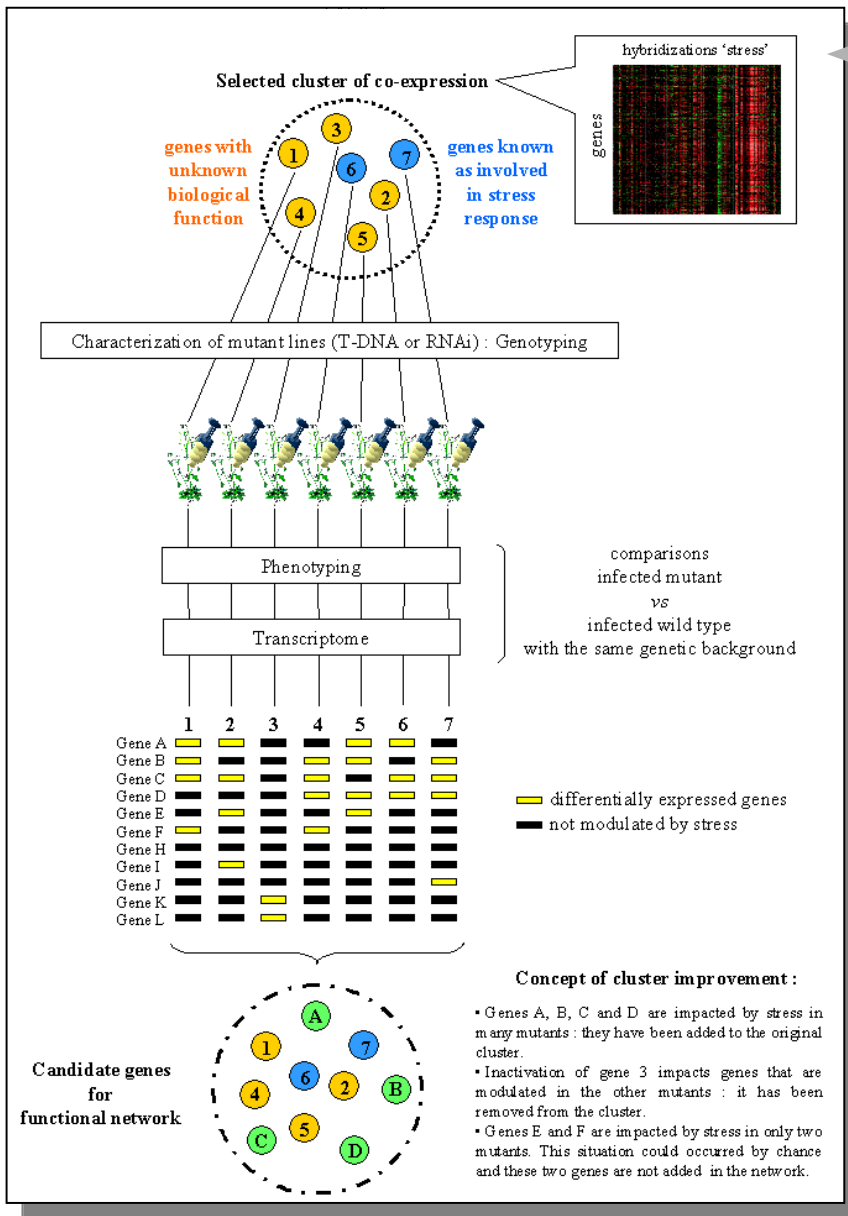 hybridizations ‘stress’
genes
Selected cluster of co-expression
genes with
unknown
biological
function
1
3
6
7
2
4
5
genes known
as involved
in stress
response
Characterization of mutant lines (T-DNA or RNAi) : Genotyping
Phenotyping
Transcriptome
comparisons
infected mutant
vs
infected wild type
with the same genetic background
1 2 3 4 5 6 7
Gene A
Gene B
Gene C
Gene D
Gene E
Gene F
Gene H
Gene I
Gene J
Gene K
Gene L
differentially expressed genes
not modulated by stress
Candidate genes
for
functional network
A
1
7
6
2
4
B
5
C
D
Concept of cluster improvement :
▪ Genes A, B, C and D are impacted by stress in
many mutants : they have been added to the original
cluster.
▪ Inactivation of gene 3 impacts genes that are
modulated in the other mutants : it has been
removed from the cluster.
▪ Genes E and F are impacted by stress in only two
mutants. This situation could occurred by chance
and these two genes are not added in the network.